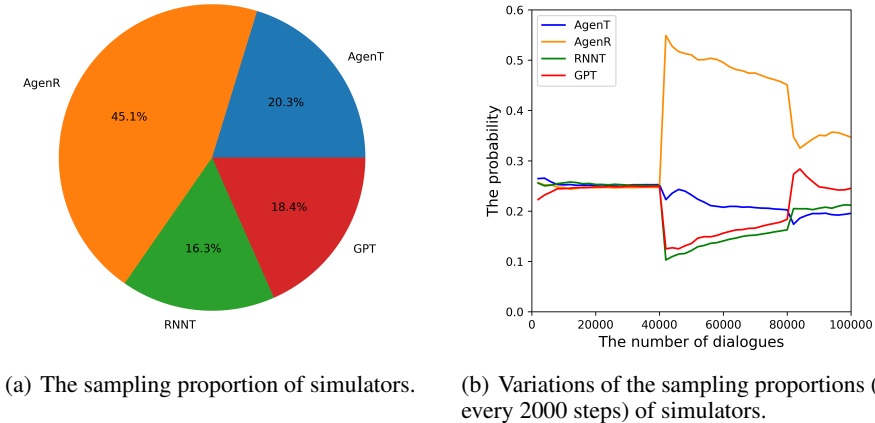 AgenT
20.3%
AgenR
45.1%
18.4%
GPT
16.3%
RNNT
0.6
0.5
0.4
0.3
0.2
0.1
0.0
The probability
AgenT
AgenR
RNNT
GPT
0 20000 40000 60000 80000 100000
The number of dialogues
(a) The sampling proportion of simulators.
(b) Variations of the sampling proportions (
every 2000 steps) of simulators.